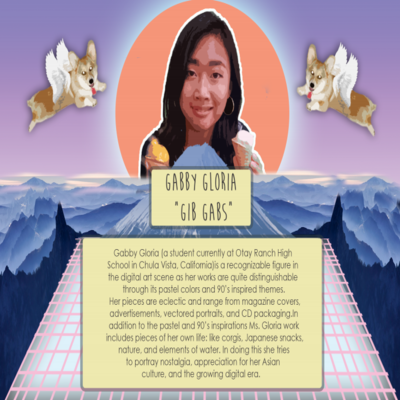 GABBY GLORIA
"GIB GABS"
Gabby Gloria (a student currently at Otay Ranch High
School in Chula Vista, California)is a recognizable figure in
the digital art scene as her works are quite distinguishable
through its pastel colors and 90's inspired themes.
Her pieces are eclectic and range from magazine covers,
advertisements, vectored portraits, and CD packaging.In
addition to the pastel and 90's inspirations Ms. Gloria work
includes pieces of her own life: like corgis, Japanese snacks,
nature, and elements of water. In doing this she tries
to portray nostalgia, appreciation for her Asian
culture, and the growing digital era.